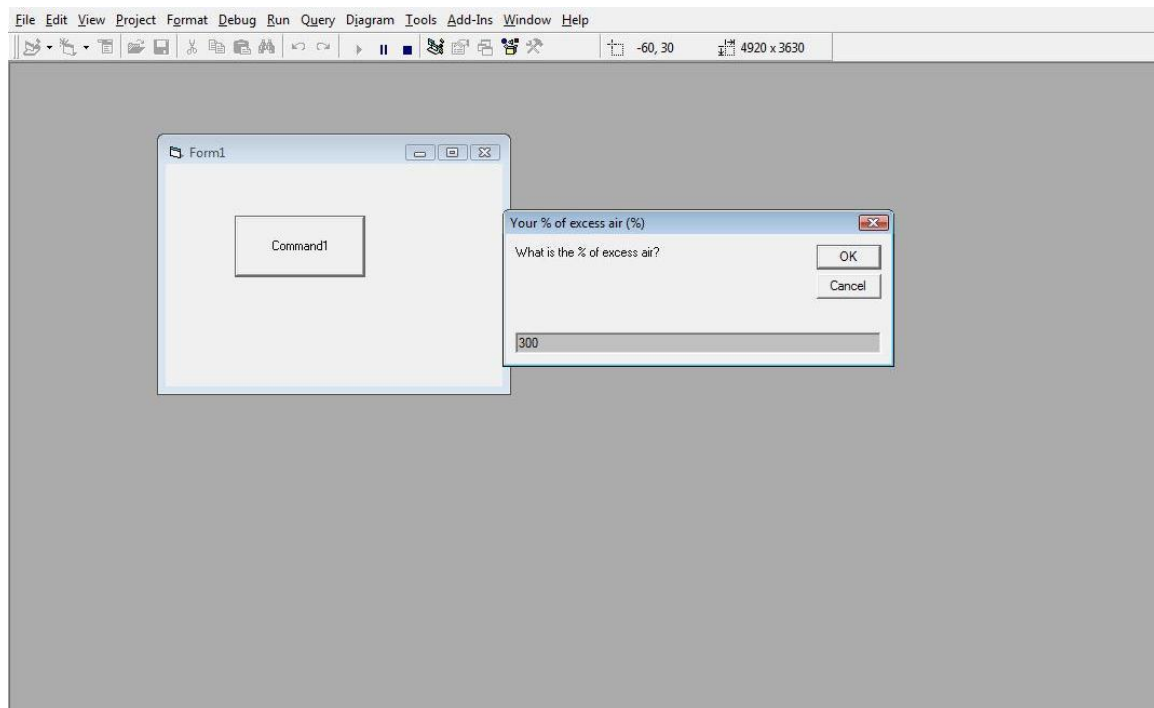 File Edit View Project Format Debug Run Query Diagram Tools Add-Ins Window Help
-60, 30 4920 x 3630
Form1
Command1
Your % of excess air (%)
What is the % of excess air?
OK
Cancel
300